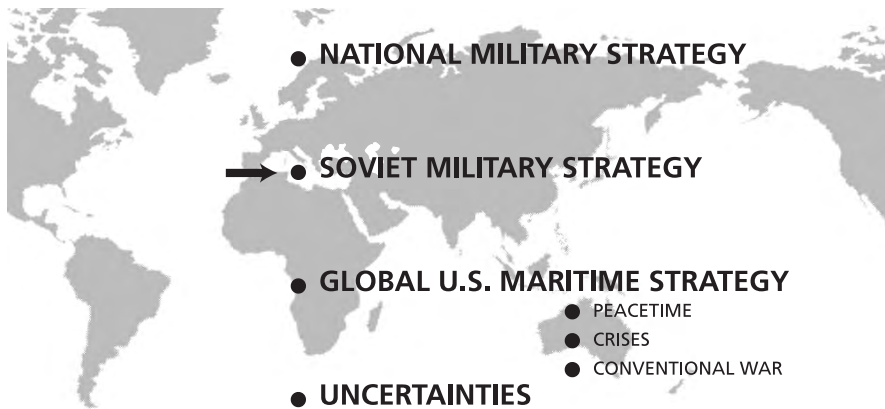 ● NATIONAL MILITARY STRATEGY
● SOVIET MILITARY STRATEGY
● GLOBAL U.S. MARITIME STRATEGY
● PEACETIME
● CRISES
● CONVENTIONAL WAR
● UNCERTAINTIES